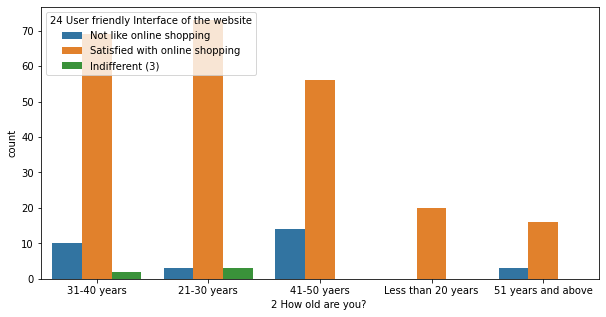 24 User friendly Interface of the website
Not like online shopping
Satisfied with online shopping
Indifferent (3)
70
60
50
40
30
20
10
0
count
31-40 years
21-30 years
41-50 yaers
Less than 20 years
51 years and above
2 How old are you?